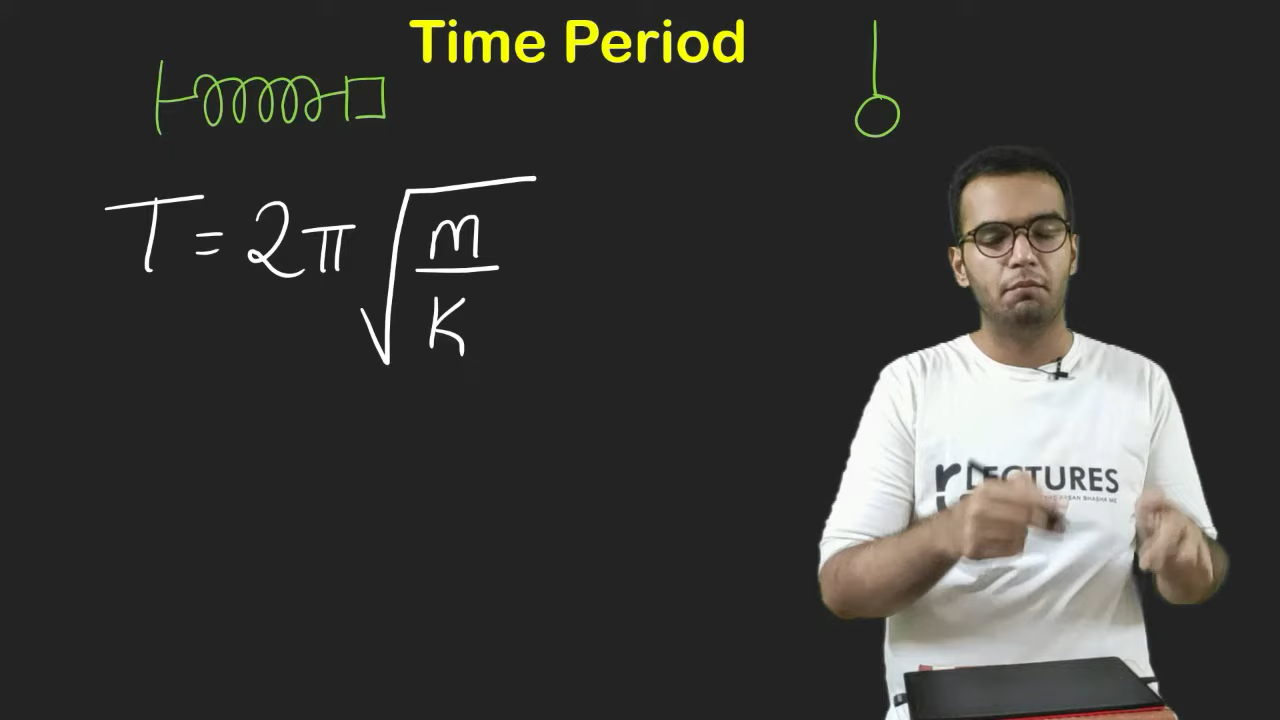 Time Period
T = 2π √(m/K)
LECTURES